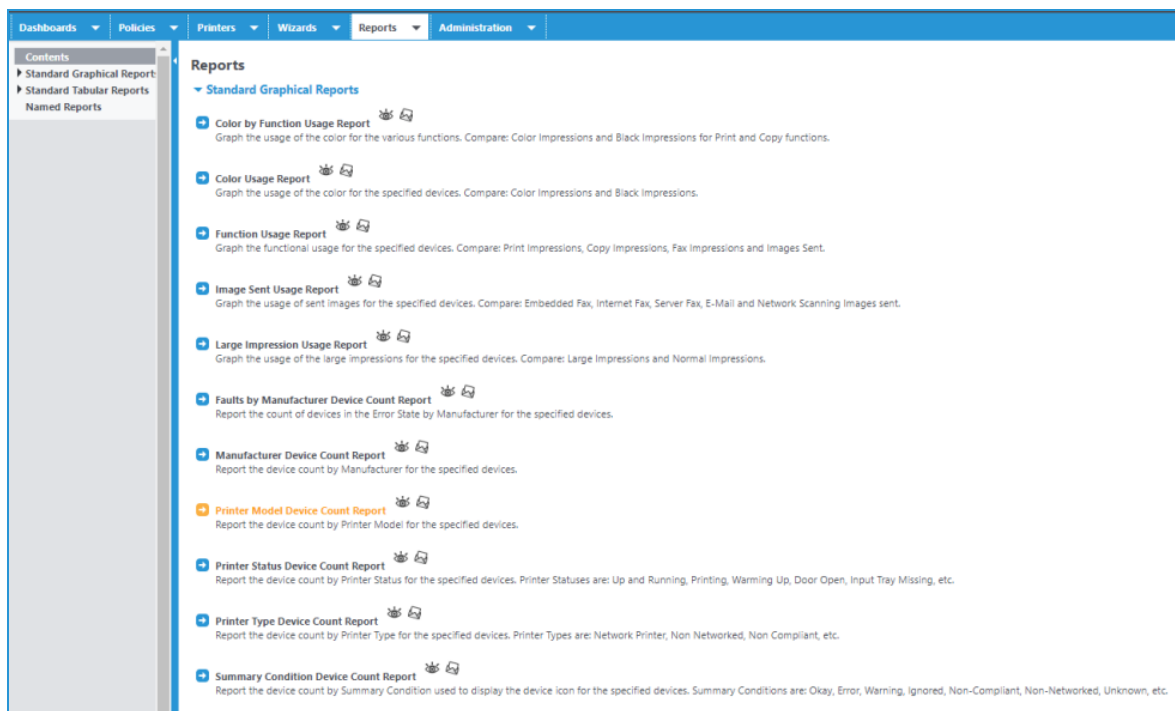 Dashboards Policies Printers Wizards Reports Administration
Contents
Standard Graphical Report
Standard Tabular Reports
Named Reports
Reports
Standard Graphical Reports
Color by Function Usage Report
Graph the usage of the color for the various functions. Compare: Color Impressions and Black Impressions for Print and Copy functions.
Color Usage Report
Graph the usage of the color for the specified devices. Compare: Color Impressions and Black Impressions.
Function Usage Report
Graph the functional usage for the specified devices. Compare: Print Impressions, Copy Impressions, Fax Impressions and Images Sent.
Image Sent Usage Report
Graph the usage of sent images for the specified devices. Compare: Embedded Fax, Internet Fax, Server Fax, E-Mail and Network Scanning Images sent.
Large Impression Usage Report
Graph the usage of the large impressions for the specified devices. Compare: Large Impressions and Normal Impressions.
Faults by Manufacturer Device Count Report
Report the count of devices in the Error State by Manufacturer for the specified devices.
Manufacturer Device Count Report
Report the device count by Manufacturer for the specified devices.
Printer Model Device Count Report
Report the device count by Printer Model for the specified devices.
Printer Status Device Count Report
Report the device count by Printer Status for the specified devices. Printer Statuses are: Up and Running, Printing, Warming Up, Door Open, Input Tray Missing, etc.
Printer Type Device Count Report
Report the device count by Printer Type for the specified devices. Printer Types are: Network Printer, Non Networked, Non Compliant, etc.
Summary Condition Device Count Report
Report the device count by Summary Condition used to display the device icon for the specified devices. Summary Conditions are: Okay, Error, Warning, Ignored, Non-Compliant, Non-Networked, Unknown, etc.